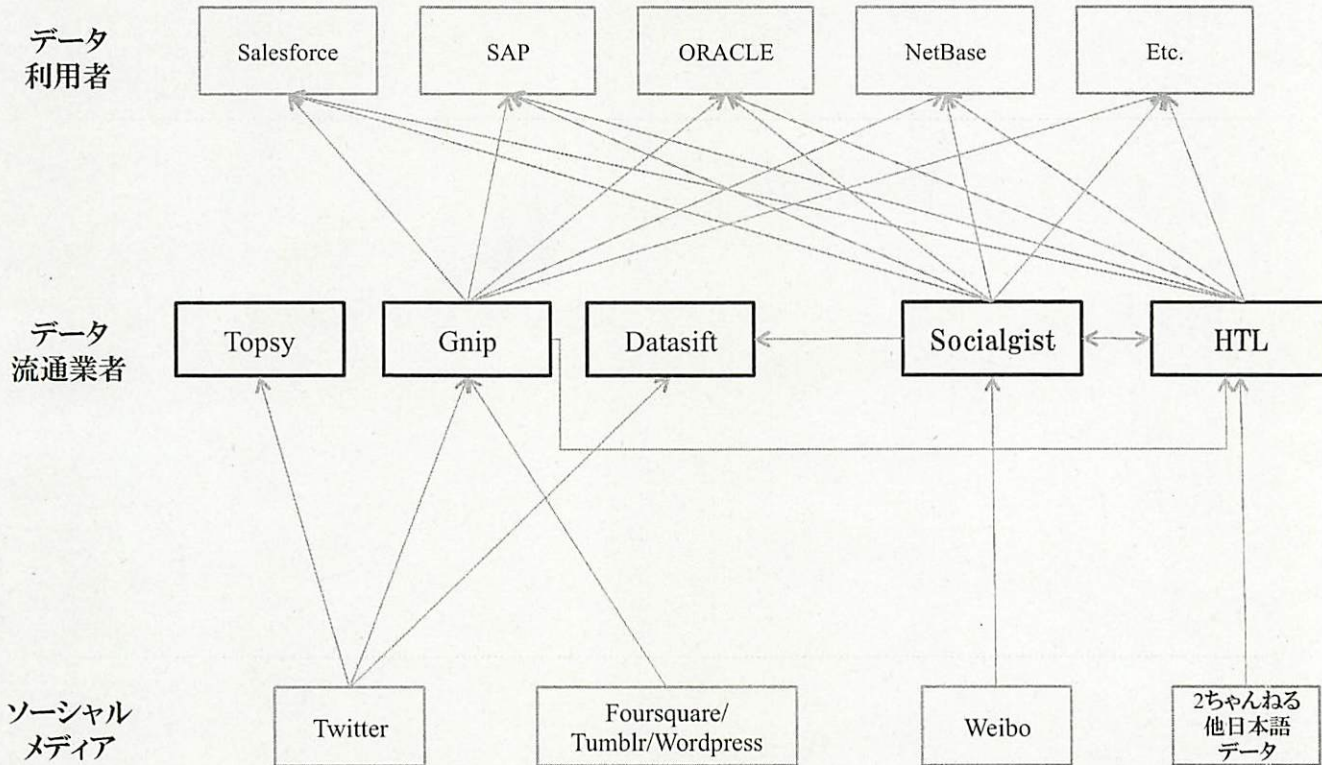 データ
利用者
Salesforce
SAP
ORACLE
NetBase
Etc.
データ
流通業者
Topsy
Gnip
Datasift
Socialgist
HTL
ソーシャル
メディア
Twitter
Foursquare/
Tumblr/Wordpress
Weibo
2ちゃんねる
他日本語
データ